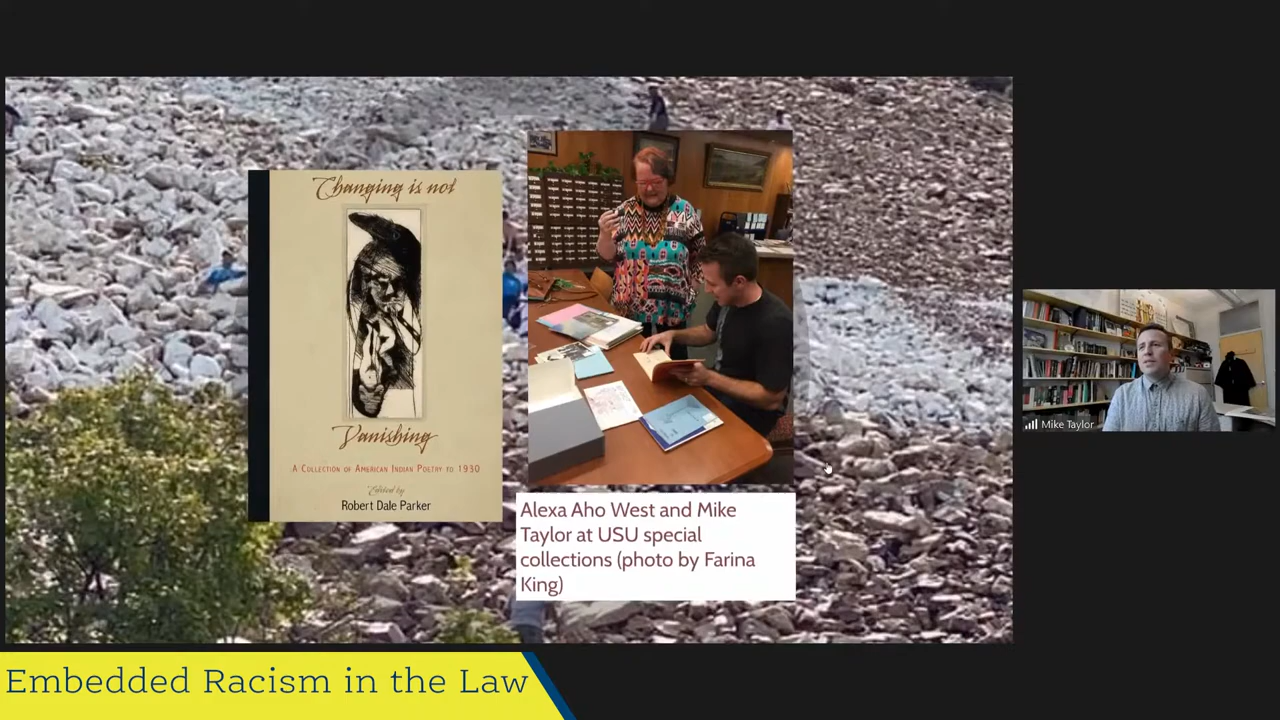 Changing is not
Vanishing
A Collection of American Indian Poetry to 1930
Edited by
Robert Dale Parker
Alexa Aho West and Mike
Taylor at USU special
collections (photo by Farina
King)
Mike Taylor
Embedded Racism in the Law